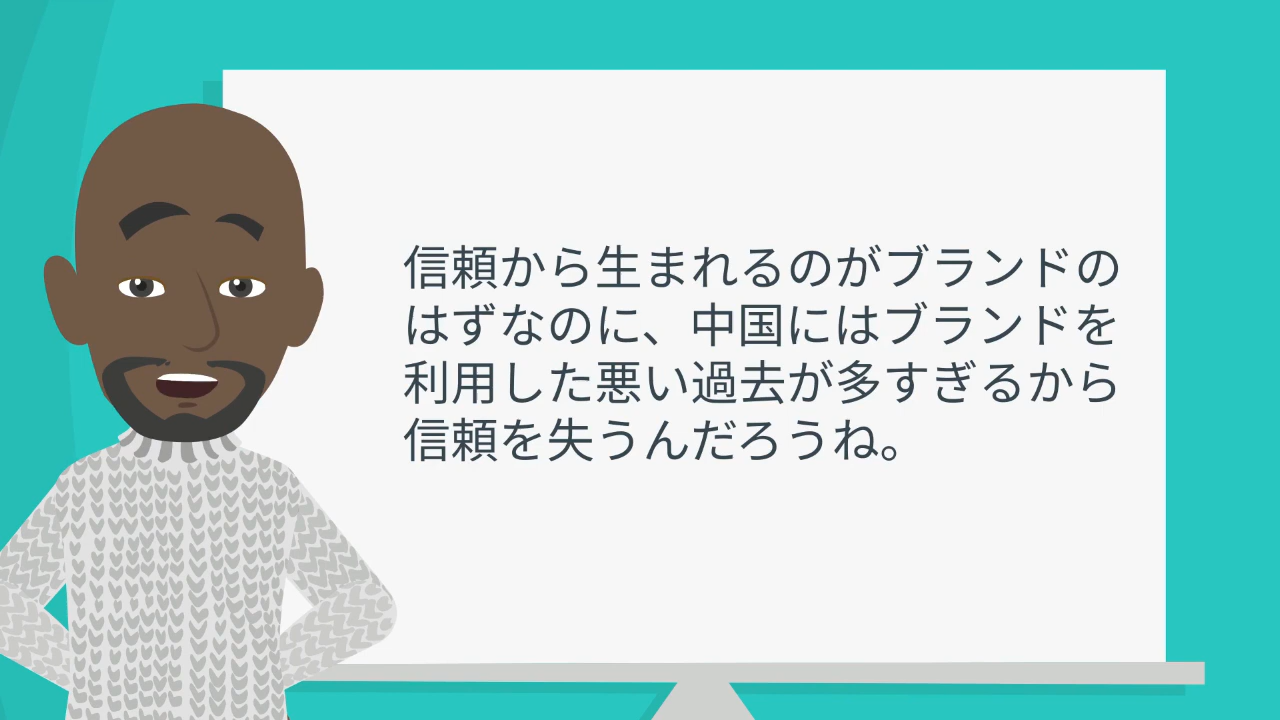 信頼から生まれるのがブランドの
はずなのに、中国にはブランドを
利用した悪い過去が多すぎるから
信頼を失うんだろうね。